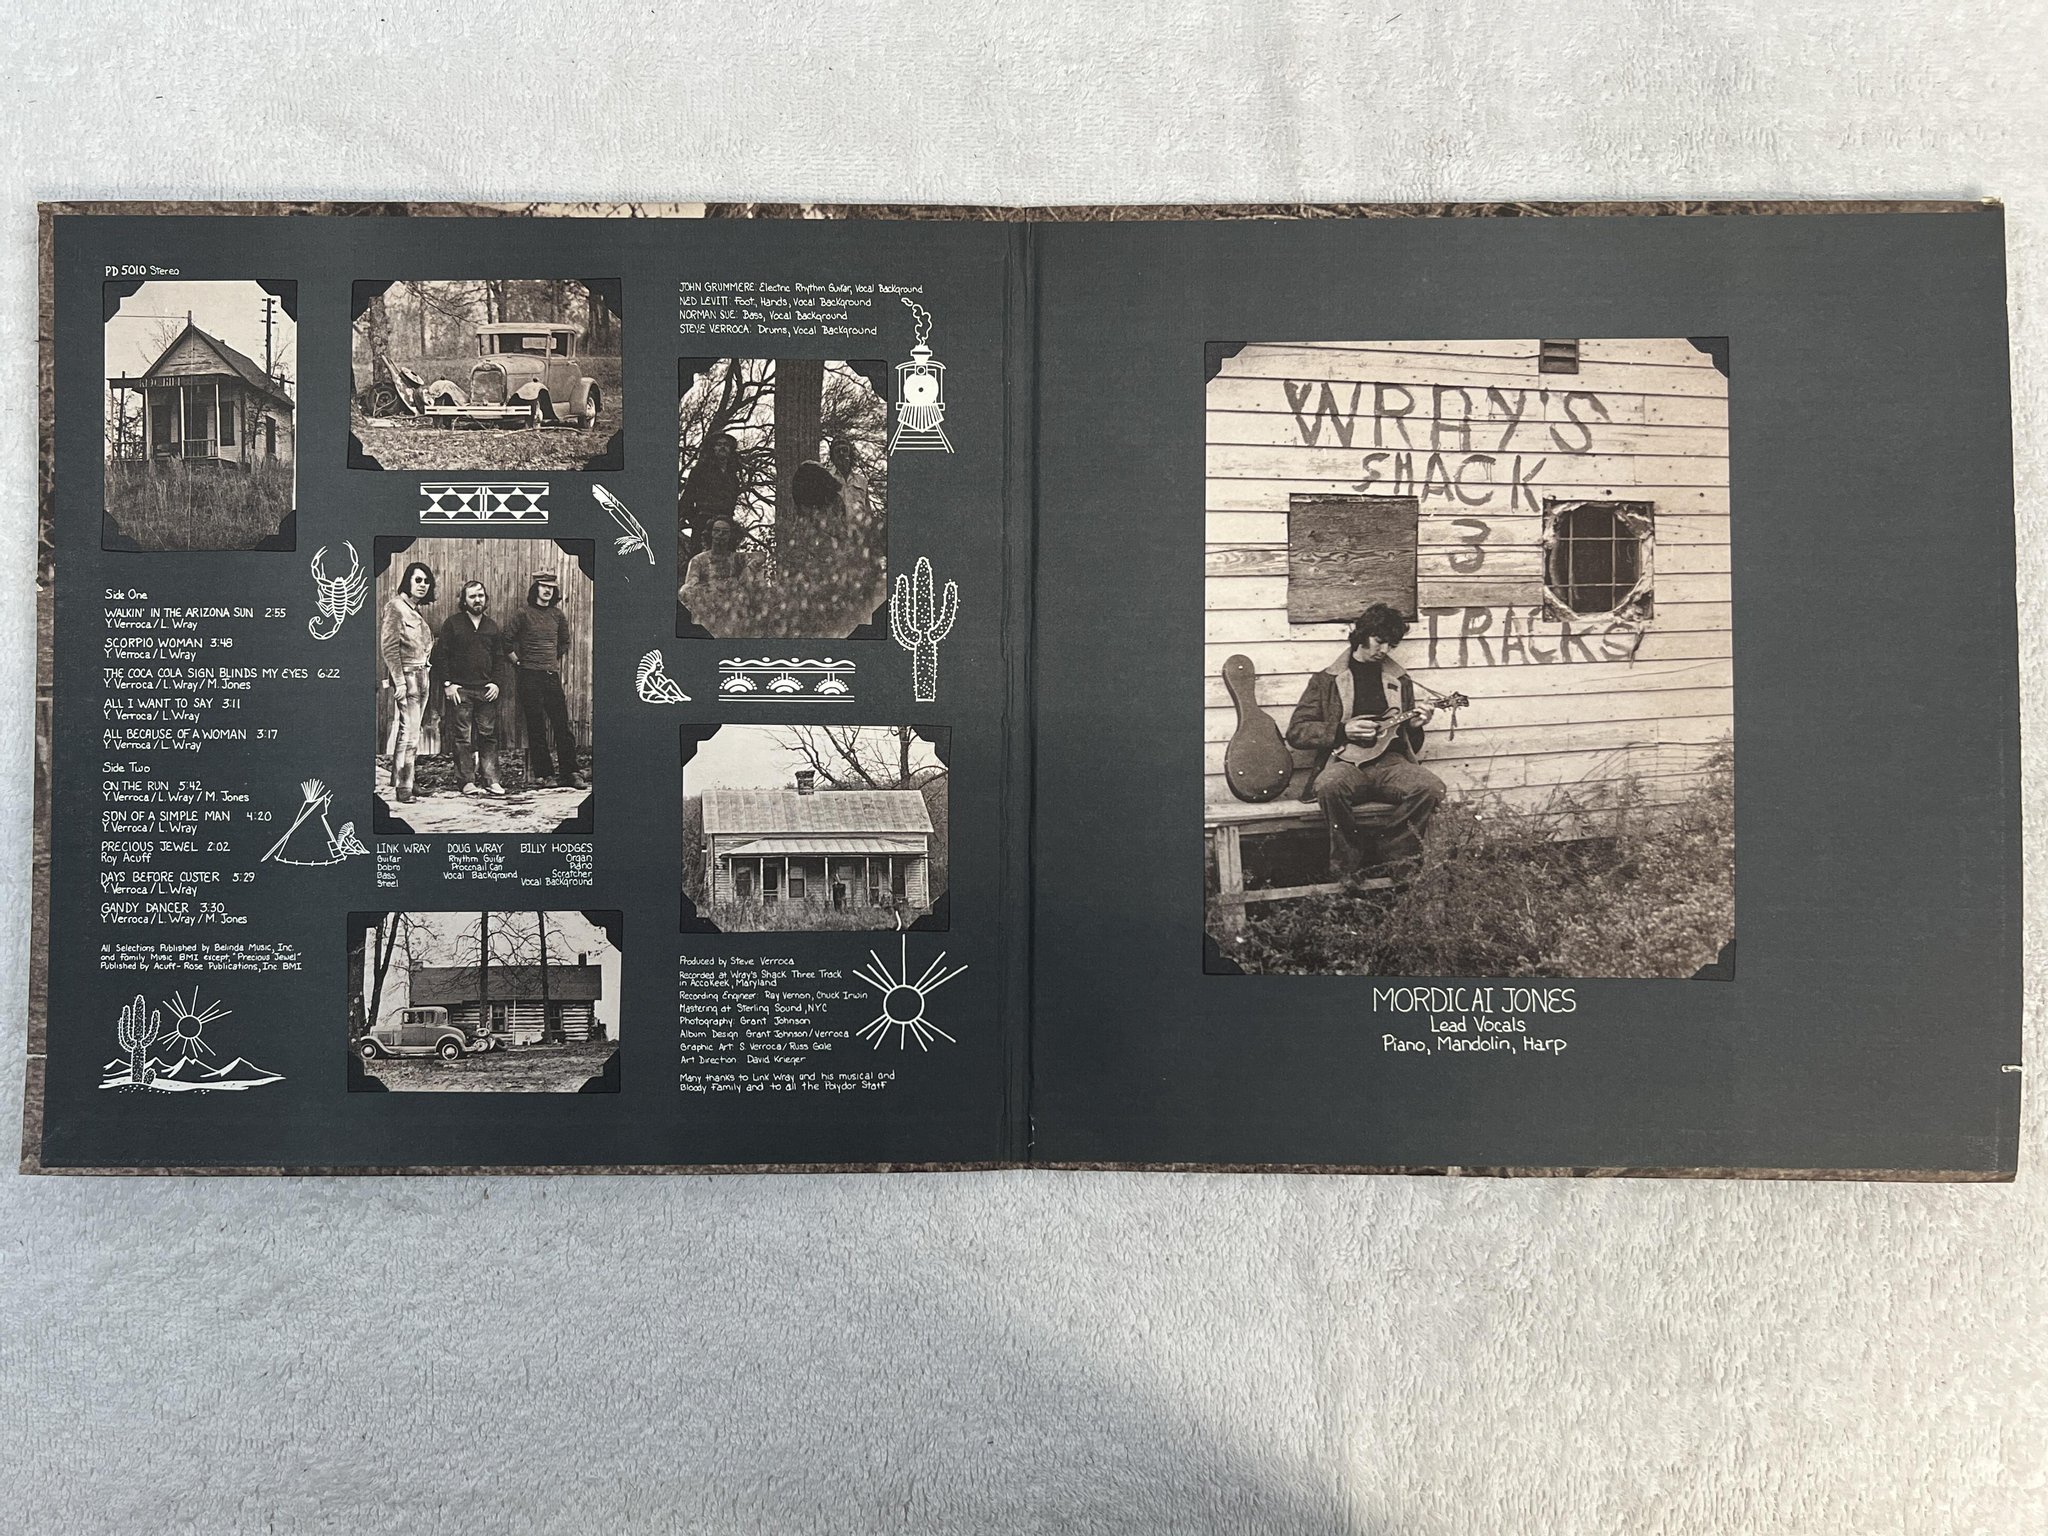 PD 5010 Stereo
Side One
WALKIN' IN THE ARIZONA SUN 2:55
Y. Verroca / L. Wray
SCORPIO WOMAN 3:48
Y. Verroca / L. Wray
THE COCA COLA SIGN BLINDS MY EYES 6:22
Y. Verroca / L. Wray / M. Jones
ALL I WANT TO SAY 3:11
Y. Verroca / L. Wray
ALL BECAUSE OF A WOMAN 3:17
Y. Verroca / L. Wray
Side Two
ON THE RUN 5:42
Y. Verroca / L. Wray / M. Jones
SON OF A SIMPLE MAN 4:20
Y. Verroca / L. Wray
PRECIOUS JEWEL 2:02
Roy Acuff
DAYS BEFORE CUSTER 5:29
Y. Verroca / L. Wray
GANDY DANCER 3:30
Y. Verroca / L. Wray / M. Jones
All Selections Published by Belinda Music, Inc.
and Family Music BMI except, "Precious Jewel"
Published by Acuff-Rose Publications, Inc. BMI
LINK WRAY
Guitar
Dobro
Bass
Steel
DOUG WRAY
Rhythm Guitar
Procnail Can
Vocal Background
BILLY HODGES
Organ
Piano
Scratcher
Vocal Background
JOHN GRUMMERE: Electric Rhythm Guitar, Vocal Background
NED LEVITT: Foot, Hands, Vocal Background
NORMAN SUE: Bass, Vocal Background
STEVE VERROCA: Drums, Vocal Background
Produced by Steve Verroca
Recorded at Wray's Shack Three Track
in Accokeek, Maryland
Recording Engineer: Ray Vernon, Chuck Irwin
Mastering at Sterling Sound, NYC
Photography: Grant Johnson
Album Design Grant Johnson / Verroca
Graphic Art: S. Verroca / Russ Gale
Art Direction: David Krieger
Many thanks to Link Wray and his musical and
Bloody Family and to all the Polydor Staff
WRAY'S
SHACK
3
TRACKS
MORDICAI JONES
Lead Vocals
Piano, Mandolin, Harp